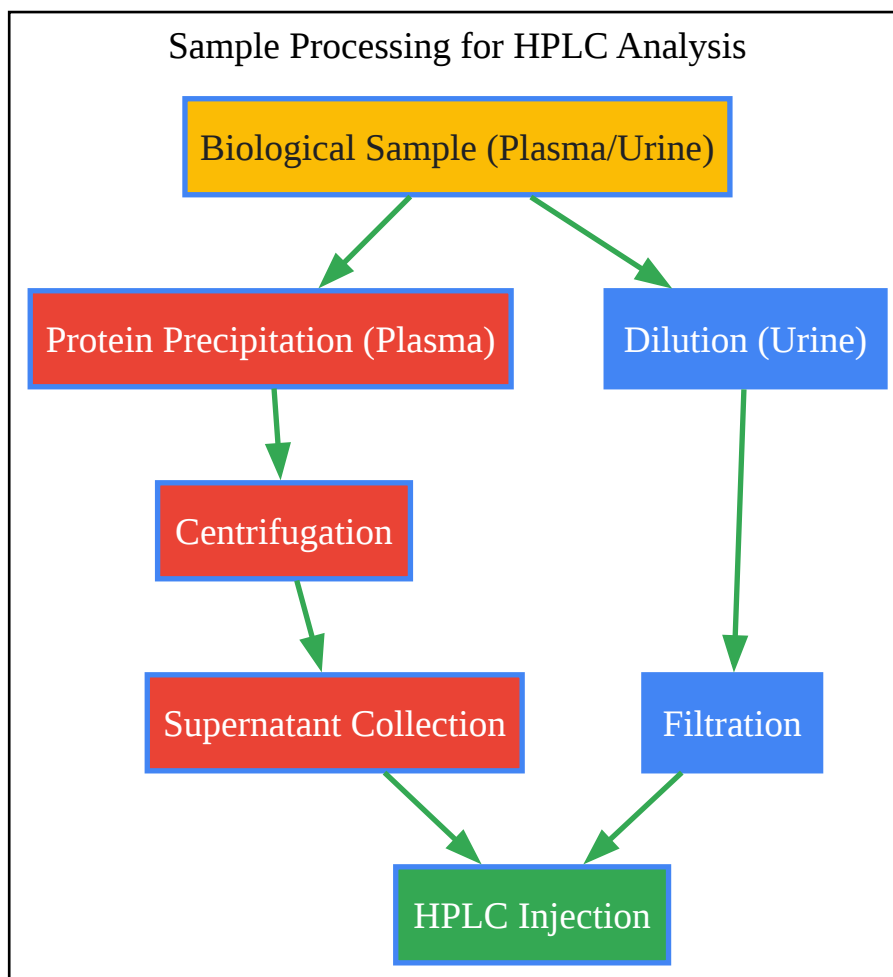 Sample Processing for HPLC Analysis
Biological Sample (Plasma/Urine)
Protein Precipitation (Plasma)
Dilution (Urine)
Centrifugation
Supernatant Collection
Filtration
HPLC Injection